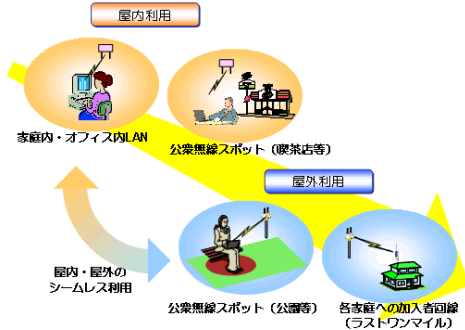 屋内利用
家庭内・オフィス内LAN
公衆無線スポット（喫茶店等）
屋外利用
屋内・屋外の
シームレス利用
公衆無線スポット（公園等）
各家庭への加入者回線
（ラストワンマイル）